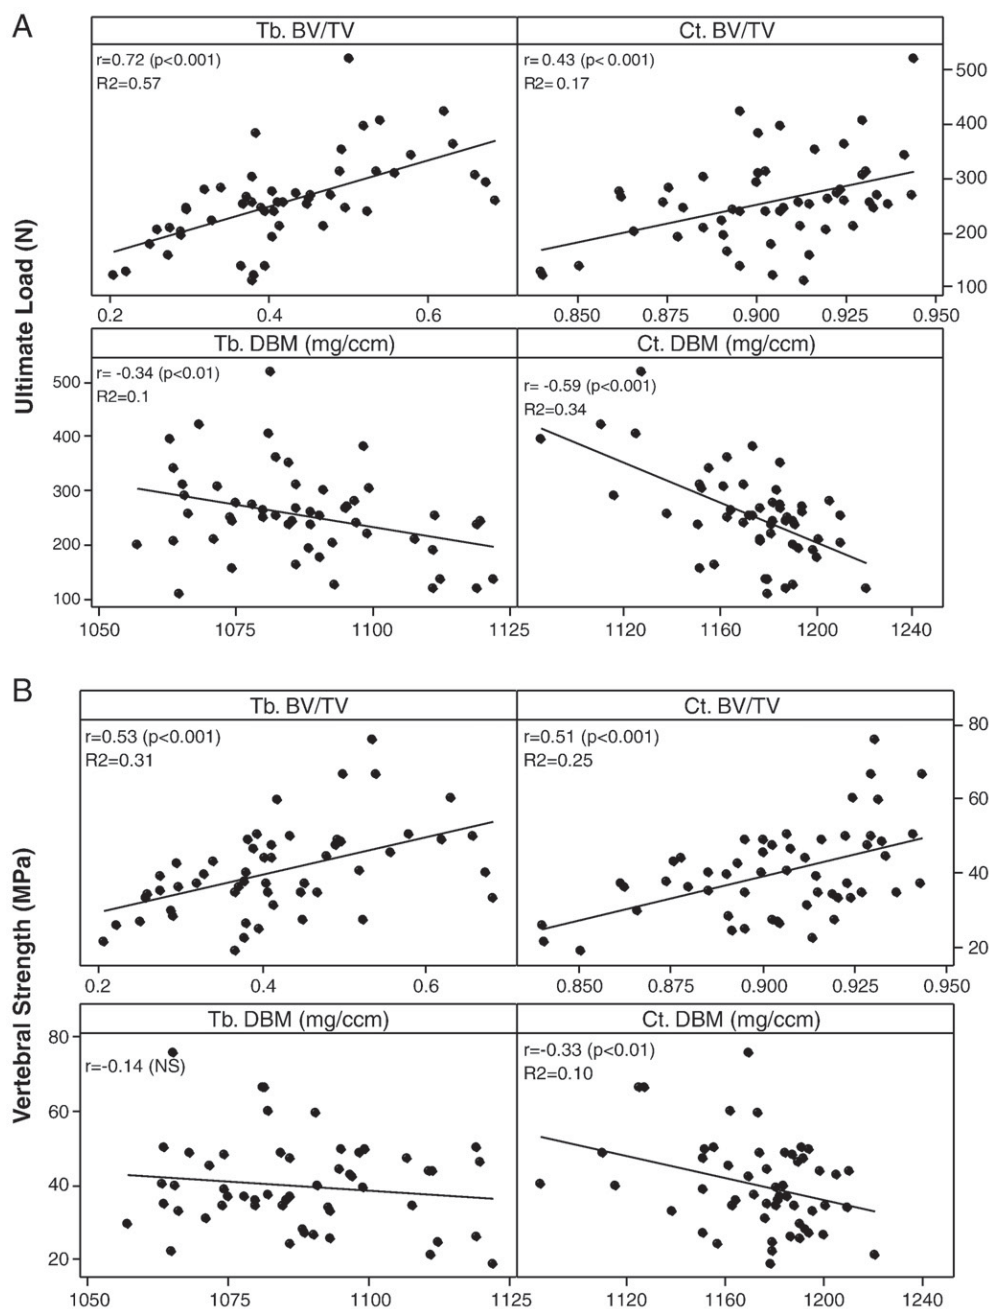 A
Tb. BV/TV
Ct. BV/TV
r=0.72 (p<0.001)
R2=0.57
r= 0.43 (p< 0.001)
R2= 0.17
500
400
300
200
100
0.2
0.4
0.6
0.850
0.875
0.900
0.925
0.950
Ultimate Load (N)
Tb. DBM (mg/ccm)
Ct. DBM (mg/ccm)
r= -0.34 (p<0.01)
R2=0.1
r= -0.59 (p<0.001)
R2=0.34
500
400
300
200
100
1050
1075
1100
1125
1120
1160
1200
1240
B
Tb. BV/TV
Ct. BV/TV
r=0.53 (p<0.001)
R2=0.31
r=0.51 (p<0.001)
R2=0.25
80
60
40
20
0.2
0.4
0.6
0.850
0.875
0.900
0.925
0.950
Vertebral Strength (MPa)
Tb. DBM (mg/ccm)
Ct. DBM (mg/ccm)
r=-0.14 (NS)
r=-0.33 (p<0.01)
R2=0.10
80
60
40
20
1050
1075
1100
1125
1120
1160
1200
1240